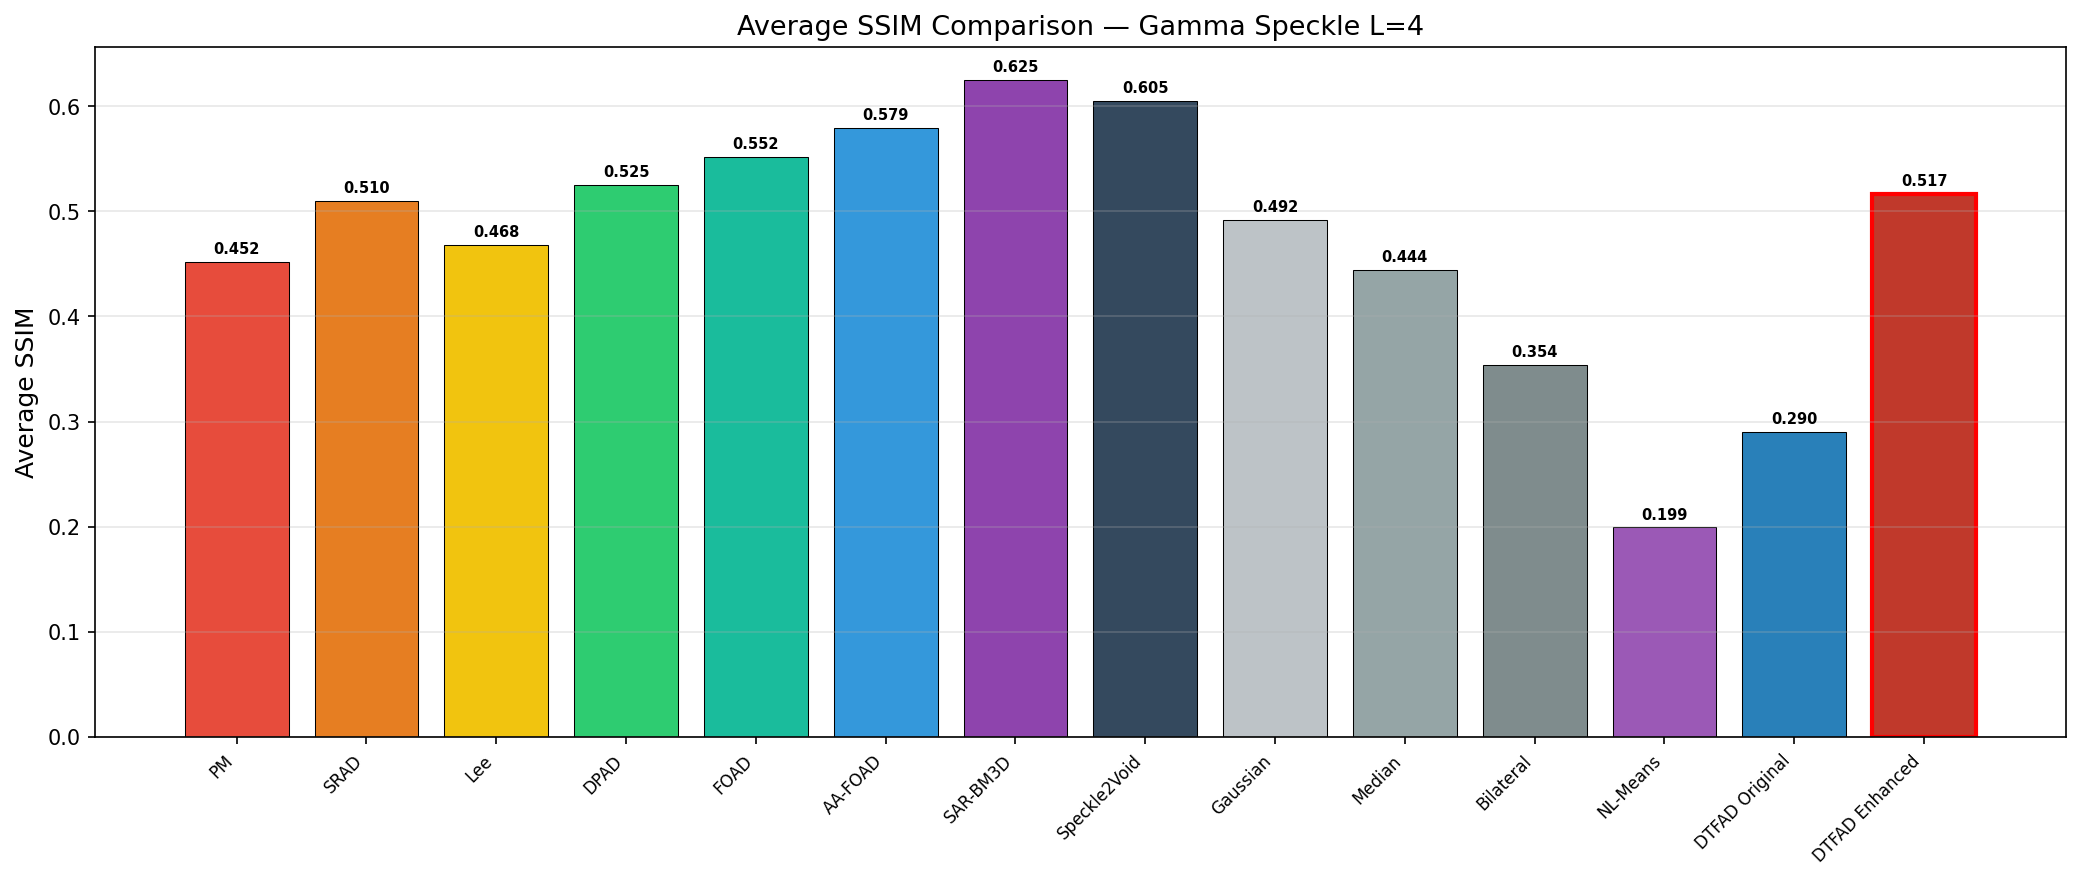 Average SSIM Comparison — Gamma Speckle L=4
Average SSIM
0.6
0.5
0.4
0.3
0.2
0.1
0.0
0.452
0.510
0.468
0.525
0.552
0.579
0.625
0.605
0.492
0.444
0.354
0.199
0.290
0.517
PM
SRAD
Lee
DPAD
FOAD
AA-FOAD
SAR-BM3D
Speckle2Void
Gaussian
Median
Bilateral
NL-Means
DTFAD Original
DTFAD Enhanced